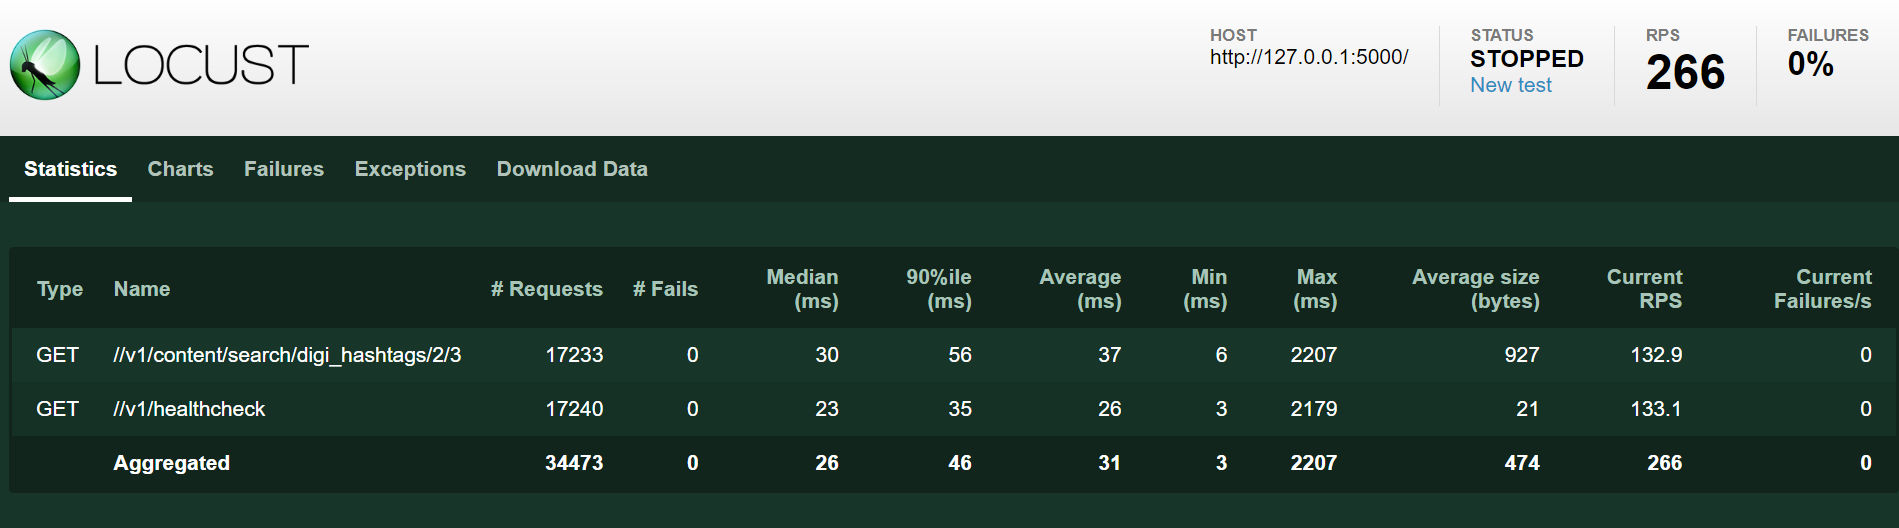 LOCUST
HOST
http://127.0.0.1:5000/
STATUS
STOPPED
New test
RPS
266
FAILURES
0%
Statistics Charts Failures Exceptions Download Data
Type Name # Requests # Fails Median (ms) 90%ile (ms) Average (ms) Min (ms) Max (ms) Average size (bytes) Current RPS Current Failures/s
GET //v1/content/search/digi_hashtags/2/3 17233 0 30 56 37 6 2207 927 132.9 0
GET //v1/healthcheck 17240 0 23 35 26 3 2179 21 133.1 0
Aggregated 34473 0 26 46 31 3 2207 474 266 0